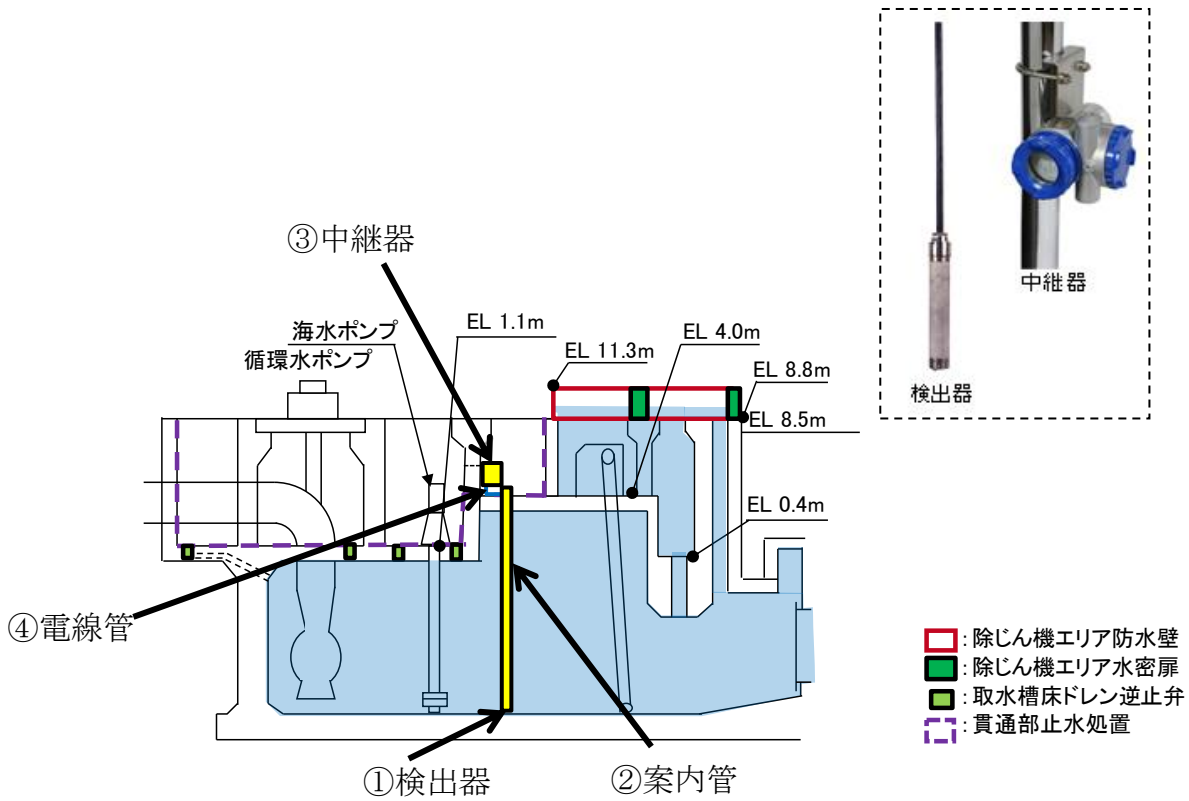 中継器
検出器
③中継器
海水ポンプ
循環水ポンプ
EL 1.1m
EL 11.3m
EL 4.0m
EL 8.8m
EL 8.5m
EL 0.4m
④電線管
①検出器
②案内管
：除じん機エリア防水壁
：除じん機エリア水密扉
：取水槽床ドレン逆止弁
：貫通部止水処置